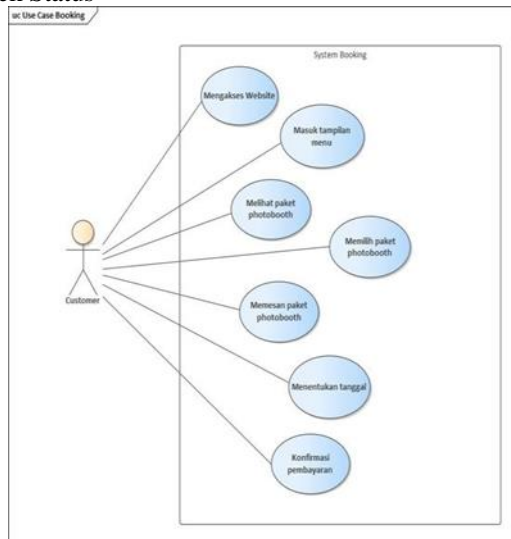 uc Use Case Booking
System Booking
Mengakses Website
Masuk tampilan
menu
Melihat paket
photobooth
Memilih paket
photobooth
Customer
Memesan paket
photobooth
Menentukan tanggal
Konfirmasi
pembayaran